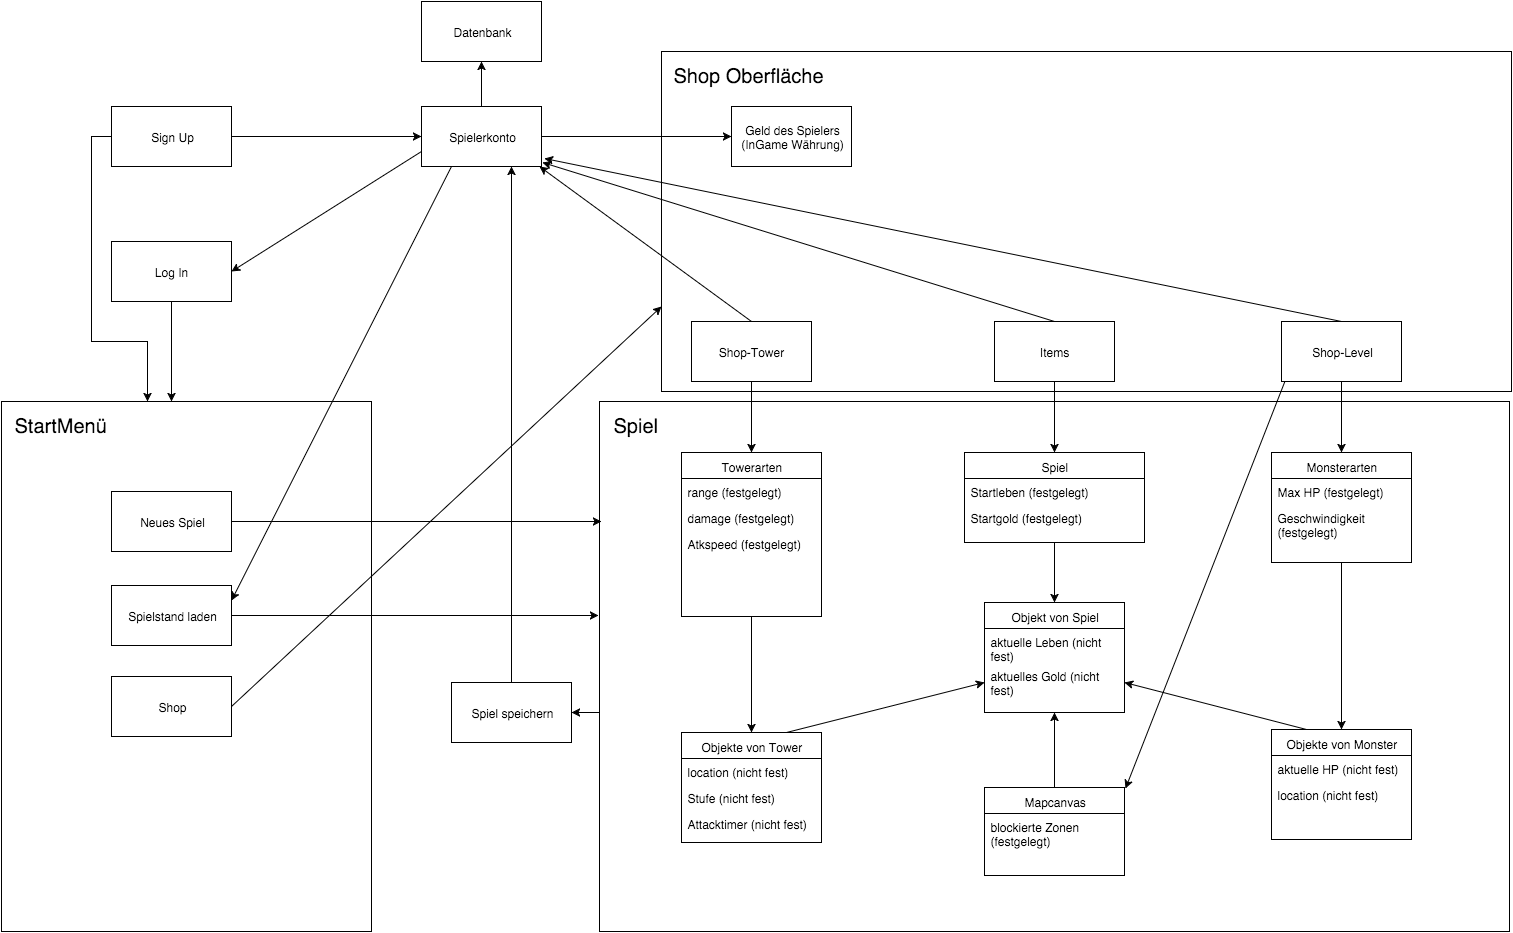 Datenbank
Shop Oberfläche
Sign Up
Spielerkonto
Geld des Spielers
(InGame Währung)
Log In
Shop-Tower
Items
Shop-Level
StartMenü
Neues Spiel
Spielstand laden
Shop
Spiel speichern
Spiel
Towerarten
range (festgelegt)
damage (festgelegt)
Atkspeed (festgelegt)
Spiel
Startleben (festgelegt)
Startgold (festgelegt)
Monsterarten
Max HP (festgelegt)
Geschwindigkeit
(festgelegt)
Objekt von Spiel
aktuelle Leben (nicht
fest)
aktuelles Gold (nicht
fest)
Objekte von Tower
location (nicht fest)
Stufe (nicht fest)
Attacktimer (nicht fest)
Mapcanvas
blockierte Zonen
(festgelegt)
Objekte von Monster
aktuelle HP (nicht fest)
location (nicht fest)